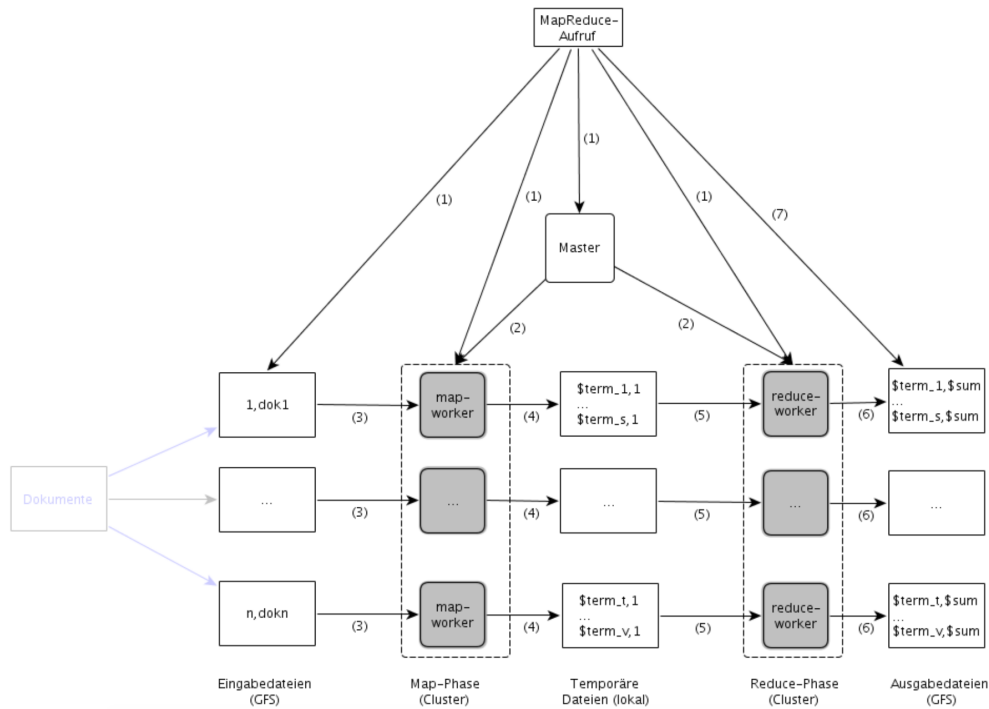 MapReduce-
Aufruf
(1)
(1)
(1)
(1)
(7)
Master
(2)
(2)
1,dok1
(3)
map-
worker
(4)
$term_1,1
...
$term_s,1
(5)
reduce-
worker
(6)
$term_1,$sum
...
$term_s,$sum
Dokumente
...
(3)
...
(4)
...
(5)
...
(6)
...
n,dokn
(3)
map-
worker
(4)
$term_t,1
...
$term_v,1
(5)
reduce-
worker
(6)
$term_t,$sum
...
$term_v,$sum
Eingabedateien
(GFS)
Map-Phase
(Cluster)
Temporäre
Dateien (lokal)
Reduce-Phase
(Cluster)
Ausgabedateien
(GFS)